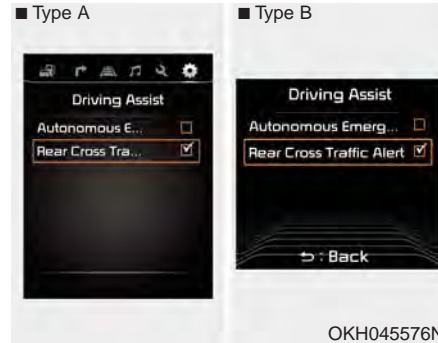 ■ Type A
■ Type B
Driving Assist
Autonomous E...
Rear Cross Tra...
Driving Assist
Autonomous Emerg...
Rear Cross Traffic Alert
: Back
OKH045576N